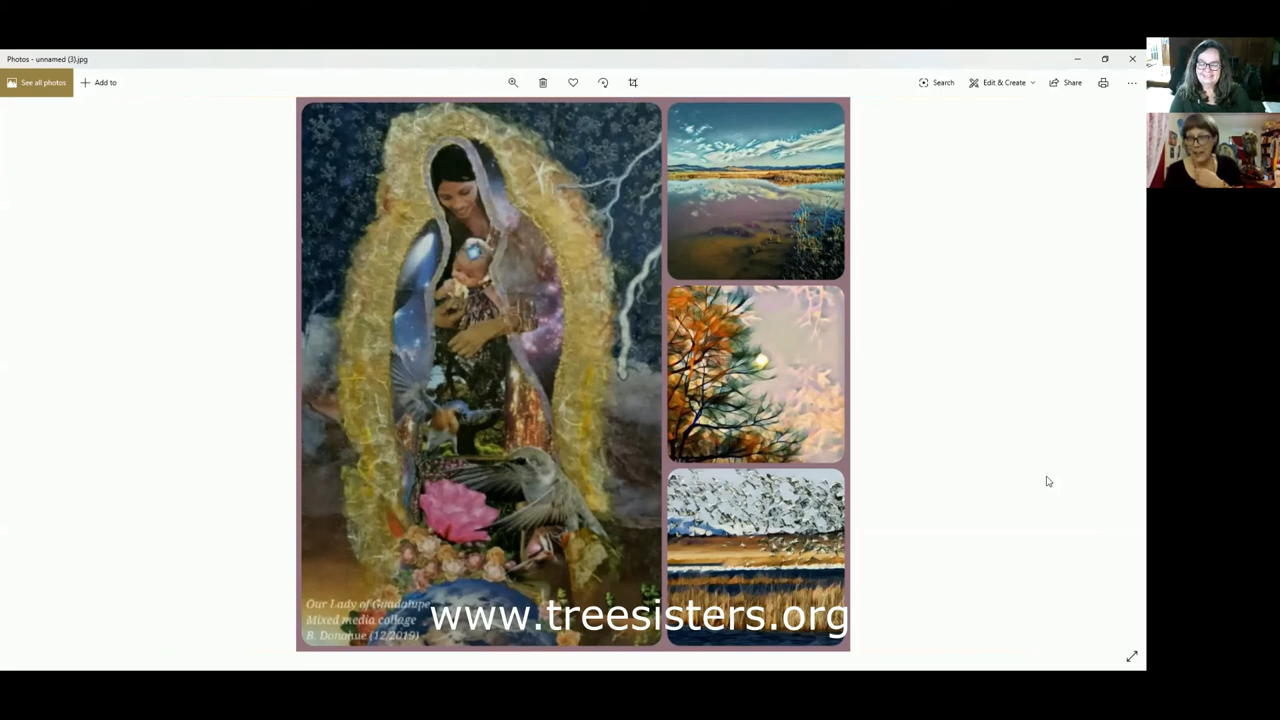 Photos - unnamed (3).jpg
See all photos
Add to
Search
Edit & Create
Share
Our Lady of Guadalupe
Mixed media collage
B. Donahue (12/2019)
www.treesisters.org